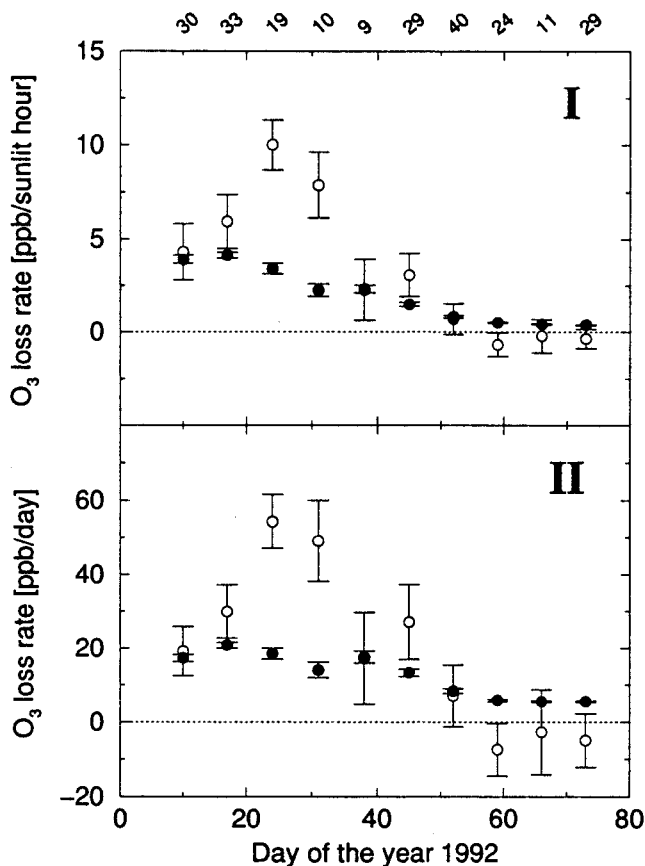 30 33 19 10 9 29 40 24 11 29
15
10
5
0
O₃ loss rate [ppb/sunlit hour]
I
60
40
20
0
−20
O₃ loss rate [ppb/day]
II
0 20 40 60 80
Day of the year 1992